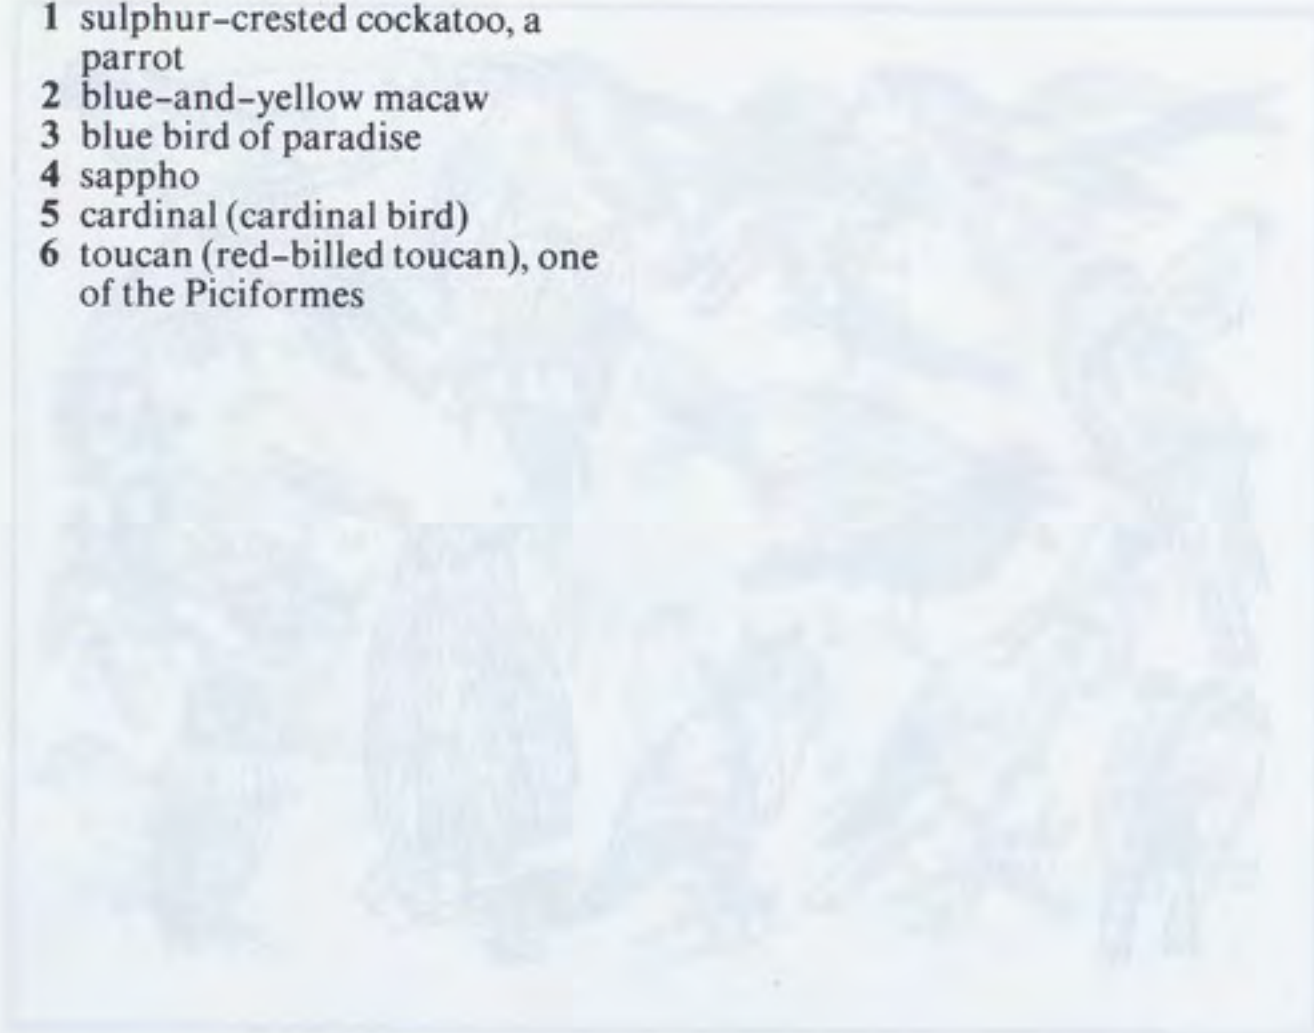 1 sulphur-crested cockatoo, a
parrot
2 blue-and-yellow macaw
3 blue bird of paradise
4 sappho
5 cardinal (cardinal bird)
6 toucan (red-billed toucan), one
of the Piciformes